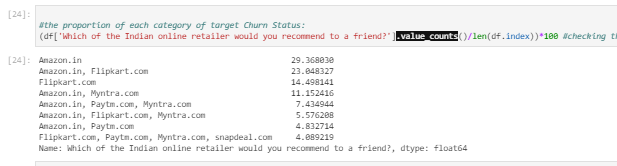 [24]:
#the proportion of each category of target Churn Status:
(df['Which of the Indian online retailer would you recommend to a friend?'].value_counts()/len(df.index))*100 #checking th
[24]: Amazon.in 29.368030
Amazon.in, Flipkart.com 23.048327
Flipkart.com 14.498141
Amazon.in, Myntra.com 11.152416
Amazon.in, Paytm.com, Myntra.com 7.434944
Amazon.in, Flipkart.com, Myntra.com 5.576208
Amazon.in, Paytm.com 4.832714
Flipkart.com, Paytm.com, Myntra.com, snapdeal.com 4.089219
Name: Which of the Indian online retailer would you recommend to a friend?, dtype: float64